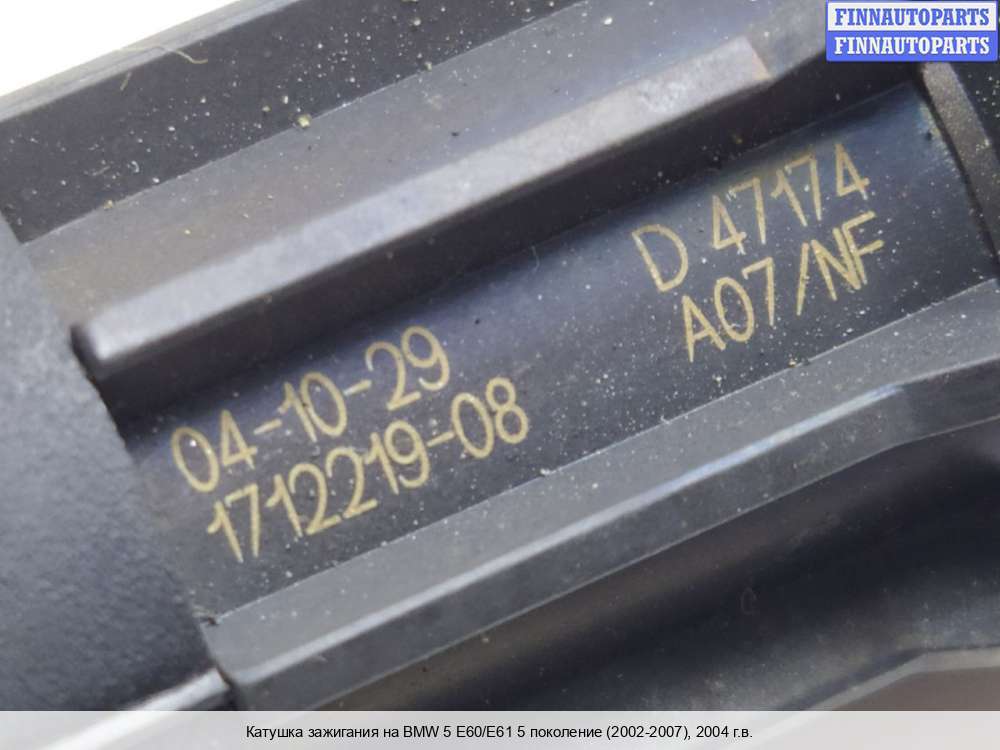 FINNAUTOPARTS
FINNAUTOPARTS
D 47174
A07/NF
04-10-29
1712219-08
Катушка зажигания на BMW 5 E60/E61 5 поколение (2002-2007), 2004 г.в.